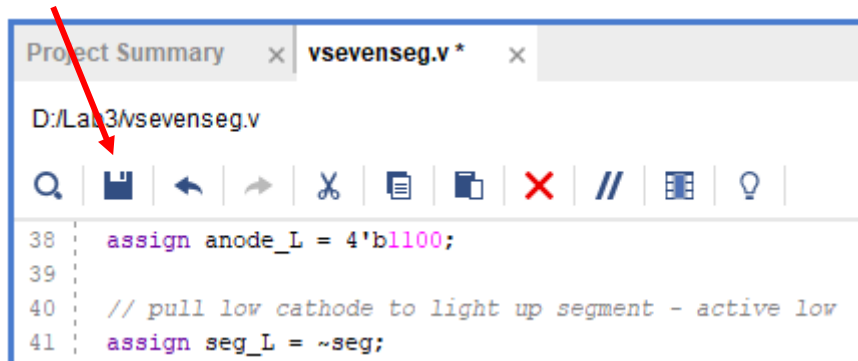 Project Summary × vsevenseg.v * ×
D:/Lab3/vsevenseg.v
38 assign anode_L = 4'b1100;
39
40 // pull low cathode to light up segment - active low
41 assign seg_L = ~seg;